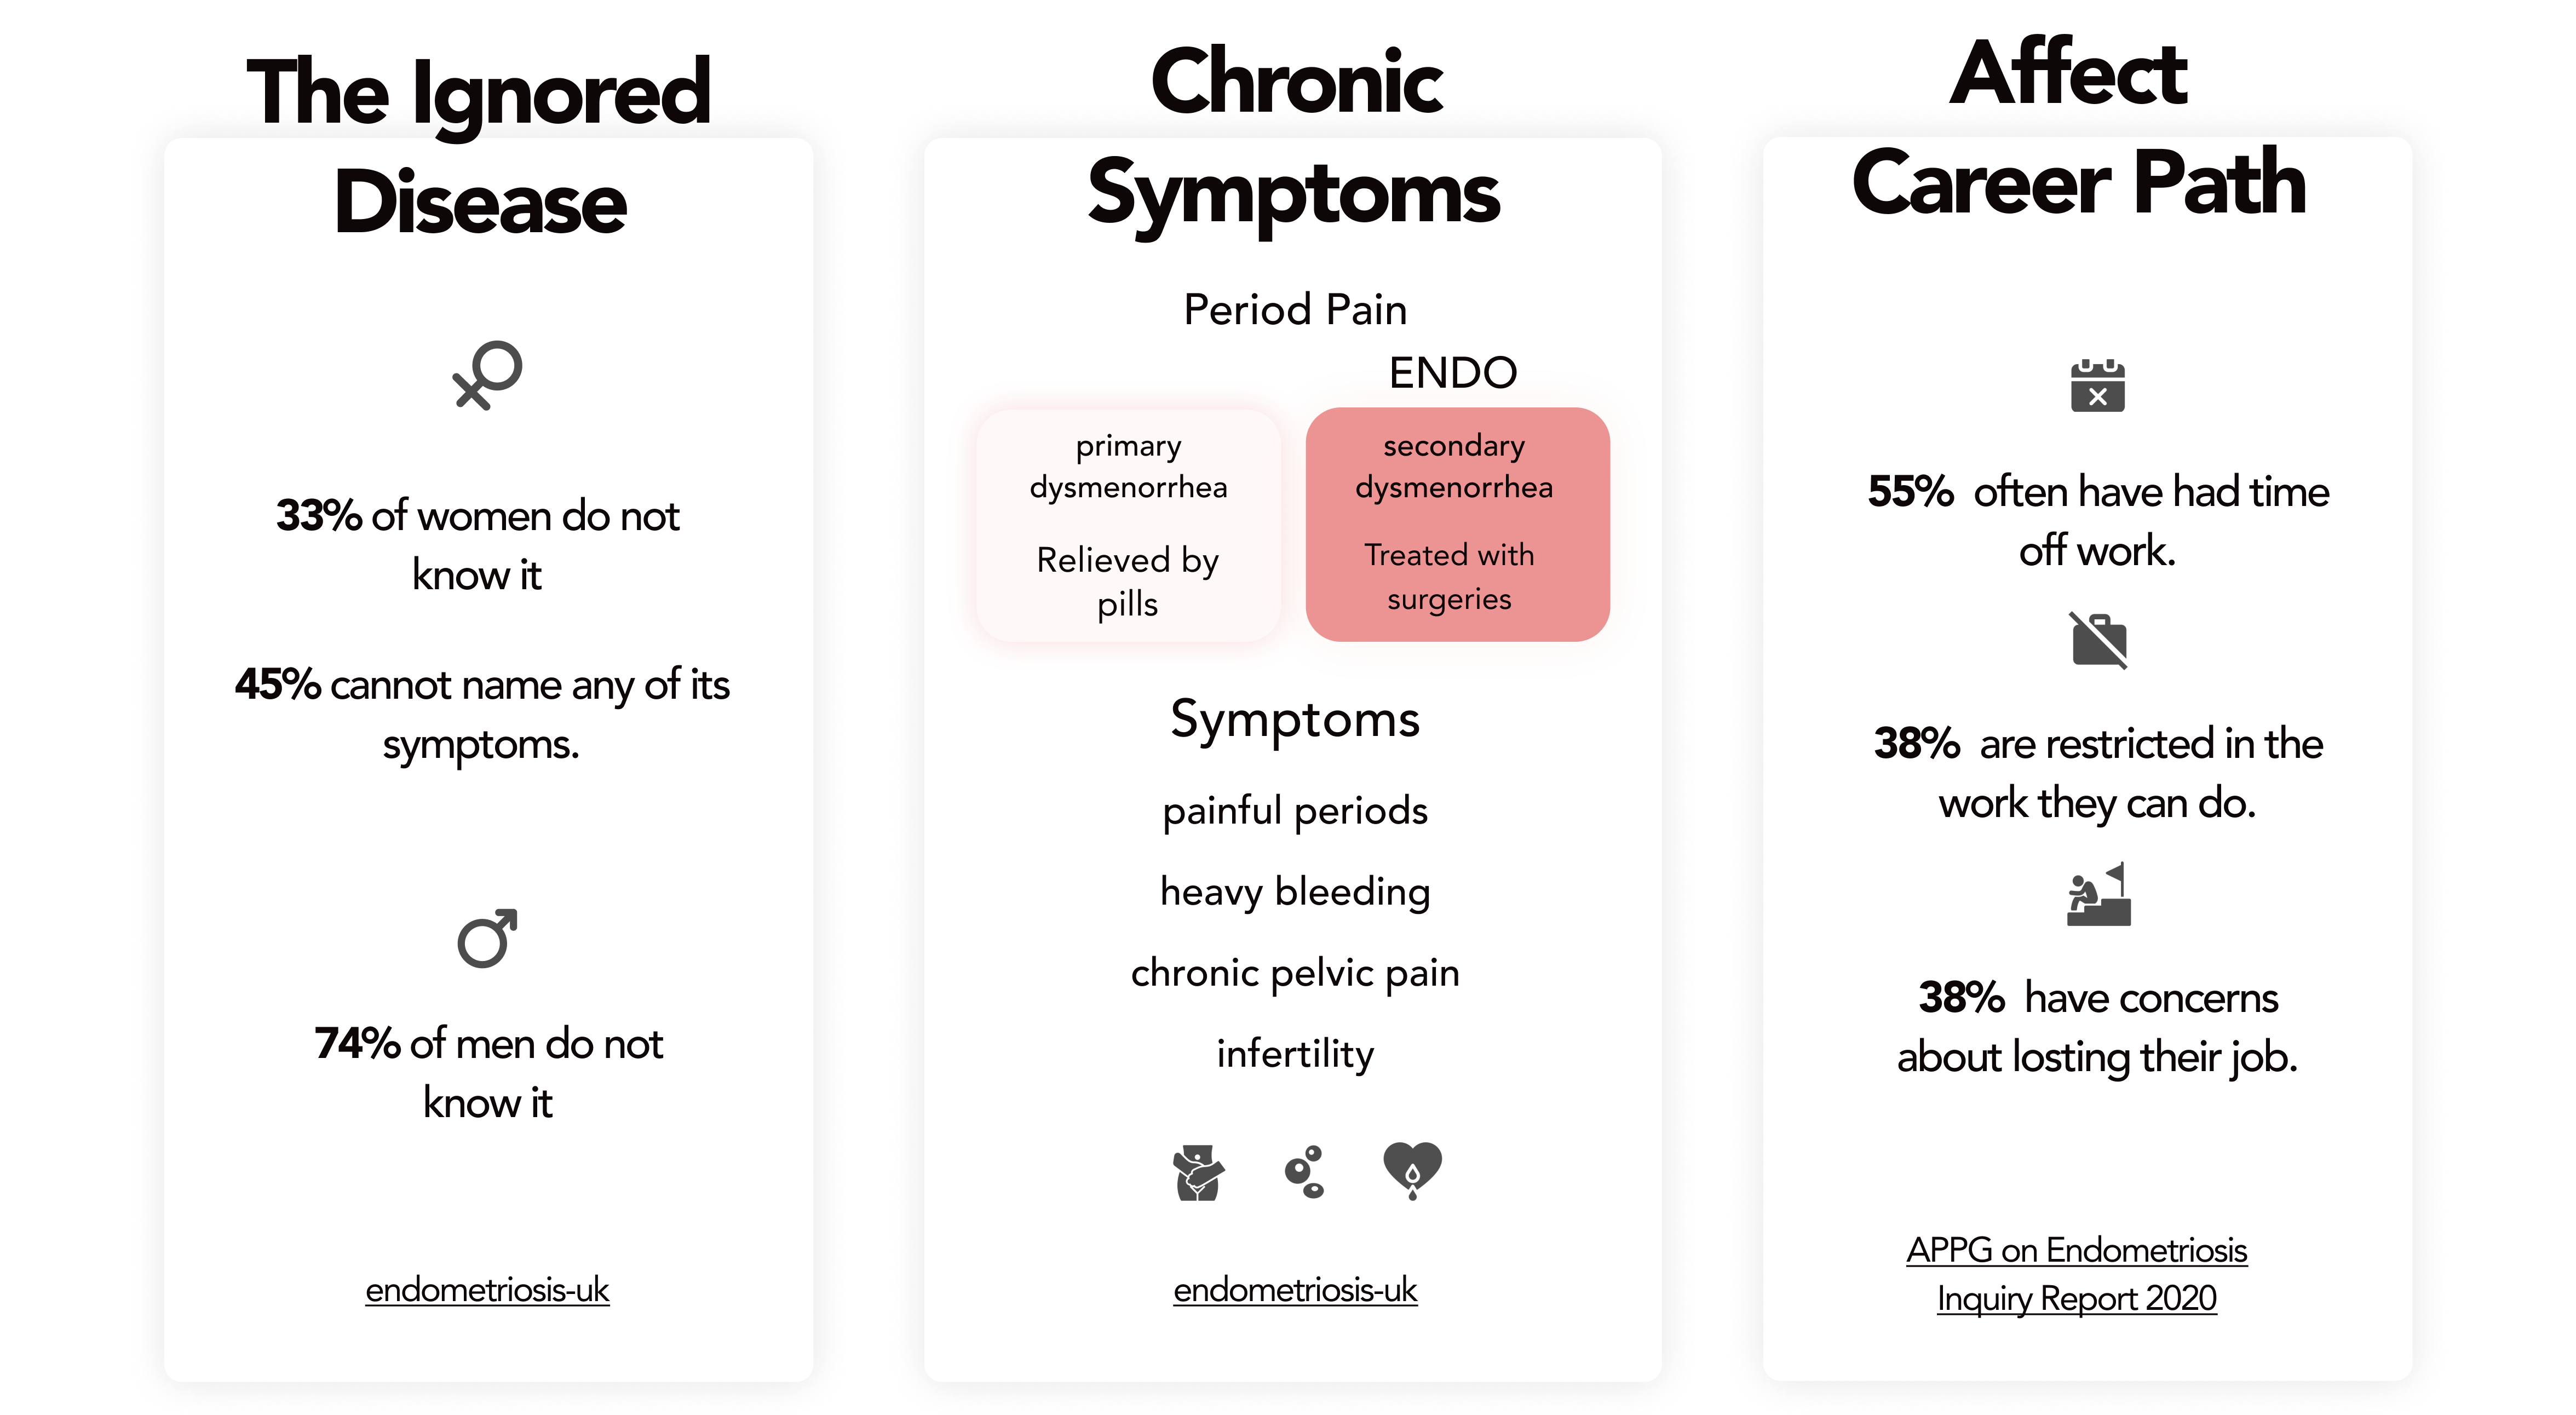 The Ignored
Disease
33% of women do not
know it
45% cannot name any of its
symptoms.
74% of men do not
know it
endometriosis-uk
Chronic
Symptoms
Period Pain
ENDO
primary
dysmenorrhea
Relieved by
pills
secondary
dysmenorrhea
Treated with
surgeries
Symptoms
painful periods
heavy bleeding
chronic pelvic pain
infertility
endometriosis-uk
Affect
Career Path
55% often have had time
off work.
38% are restricted in the
work they can do.
38% have concerns
about losting their job.
APPG on Endometriosis
Inquiry Report 2020